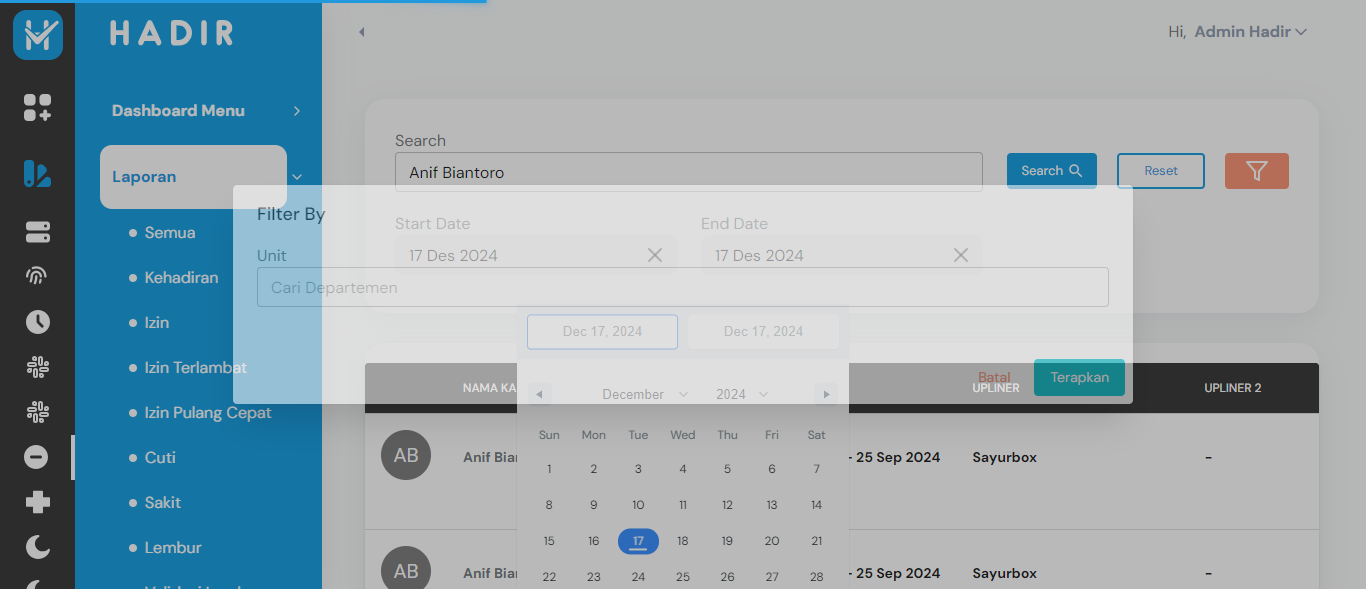 HADIR
Hi, Admin Hadir
Dashboard Menu
Laporan
Semua
Kehadiran
Izin
Izin Terlambat
Izin Pulang Cepat
Cuti
Sakit
Lembur
Search
Anif Biantoro
Search
Reset
Filter By
Start Date
End Date
17 Des 2024
17 Des 2024
Unit
Cari Departemen
Dec 17, 2024
Dec 17, 2024
Batal
Terapkan
NAMA KA
UPLINER
UPLINER 2
December
2024
Sun Mon Tue Wed Thu Fri Sat
1 2 3 4 5 6 7
8 9 10 11 12 13 14
15 16 17 18 19 20 21
22 23 24 25 26 27 28
AB
Anif Bian
- 25 Sep 2024
Sayurbox
-
AB
Anif Bian
- 25 Sep 2024
Sayurbox
-